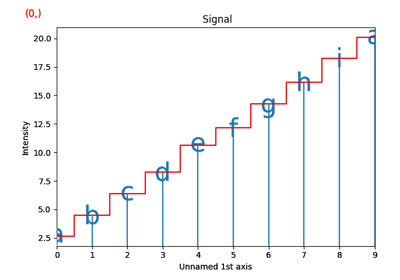 (0,)
Signal
20.0
17.5
15.0
12.5
10.0
7.5
5.0
2.5
Intensity
a
b
c
d
e
f
g
h
i
a
0 1 2 3 4 5 6 7 8 9
Unnamed 1st axis